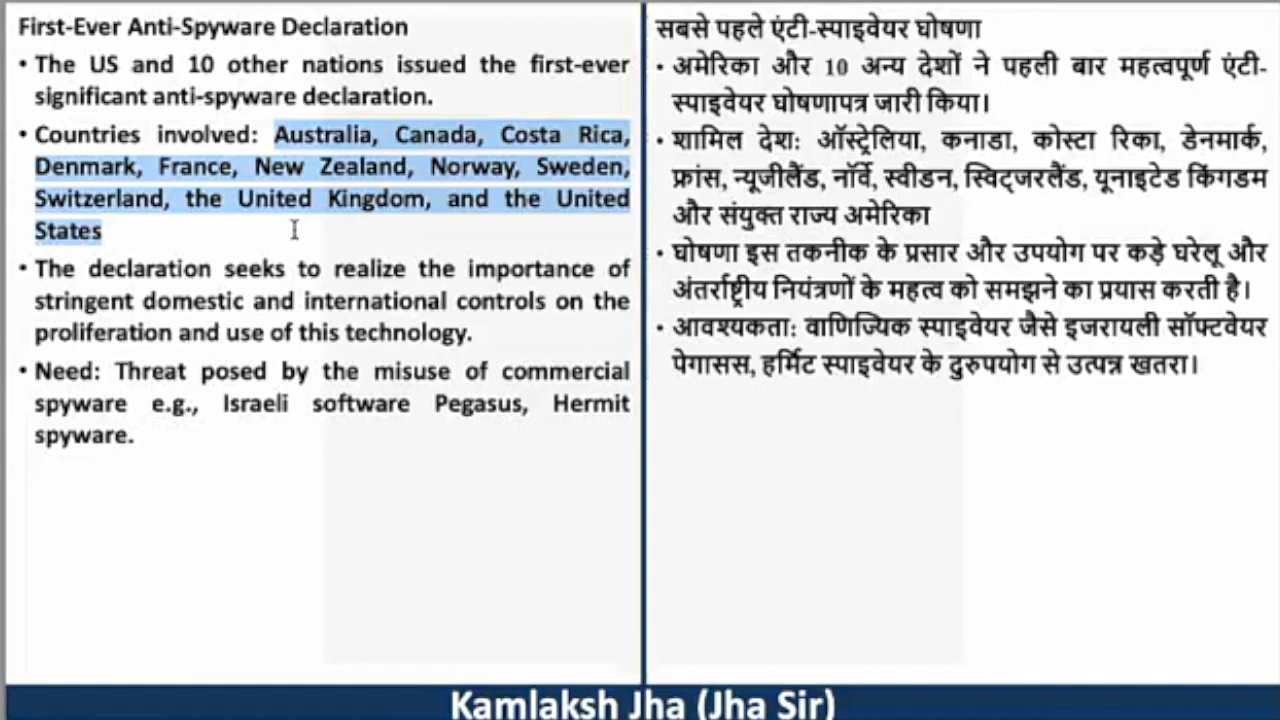 First-Ever Anti-Spyware Declaration
• The US and 10 other nations issued the first-ever
significant anti-spyware declaration.
• Countries involved: Australia, Canada, Costa Rica,
Denmark, France, New Zealand, Norway, Sweden,
Switzerland, the United Kingdom, and the United
States
• The declaration seeks to realize the importance of
stringent domestic and international controls on the
proliferation and use of this technology.
• Need: Threat posed by the misuse of commercial
spyware e.g., Israeli software Pegasus, Hermit
spyware.
सबसे पहले एंटी-स्पाइवेयर घोषणा
• अमेरिका और 10 अन्य देशों ने पहली बार महत्वपूर्ण एंटी-
स्पाइवेयर घोषणापत्र जारी किया।
• शामिल देश: ऑस्ट्रेलिया, कनाडा, कोस्टा रिका, डेनमार्क,
फ्रांस, न्यूजीलैंड, नॉर्वे, स्वीडन, स्विट्जरलैंड, यूनाइटेड किंगडम
और संयुक्त राज्य अमेरिका
• घोषणा इस तकनीक के प्रसार और उपयोग पर कड़े घरेलू और
अंतर्राष्ट्रीय नियंत्रणों के महत्व को समझने का प्रयास करती है।
• आवश्यकता: वाणिज्यिक स्पाइवेयर जैसे इजरायली सॉफ्टवेयर
पेगासस, हर्मिट स्पाइवेयर के दुरुपयोग से उत्पन्न खतरा।
Kamlaksh Jha (Jha Sir)